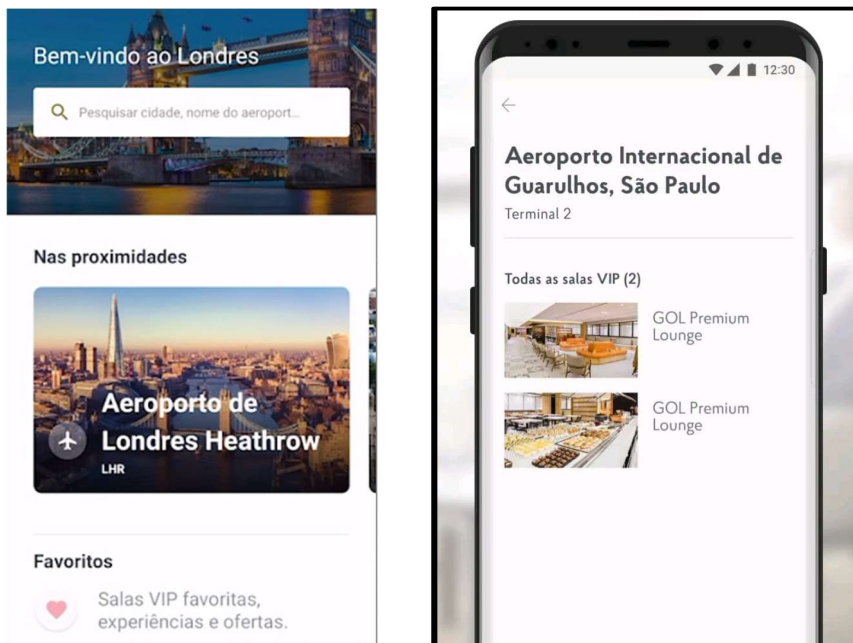 Bem-vindo ao Londres
Pesquisar cidade, nome do aeroport...
Nas proximidades
Aeroporto de
Londres Heathrow
LHR
Favoritos
Salas VIP favoritas,
experiências e ofertas.
12:30
Aeroporto Internacional de
Guarulhos, São Paulo
Terminal 2
Todas as salas VIP (2)
GOL Premium
Lounge
GOL Premium
Lounge